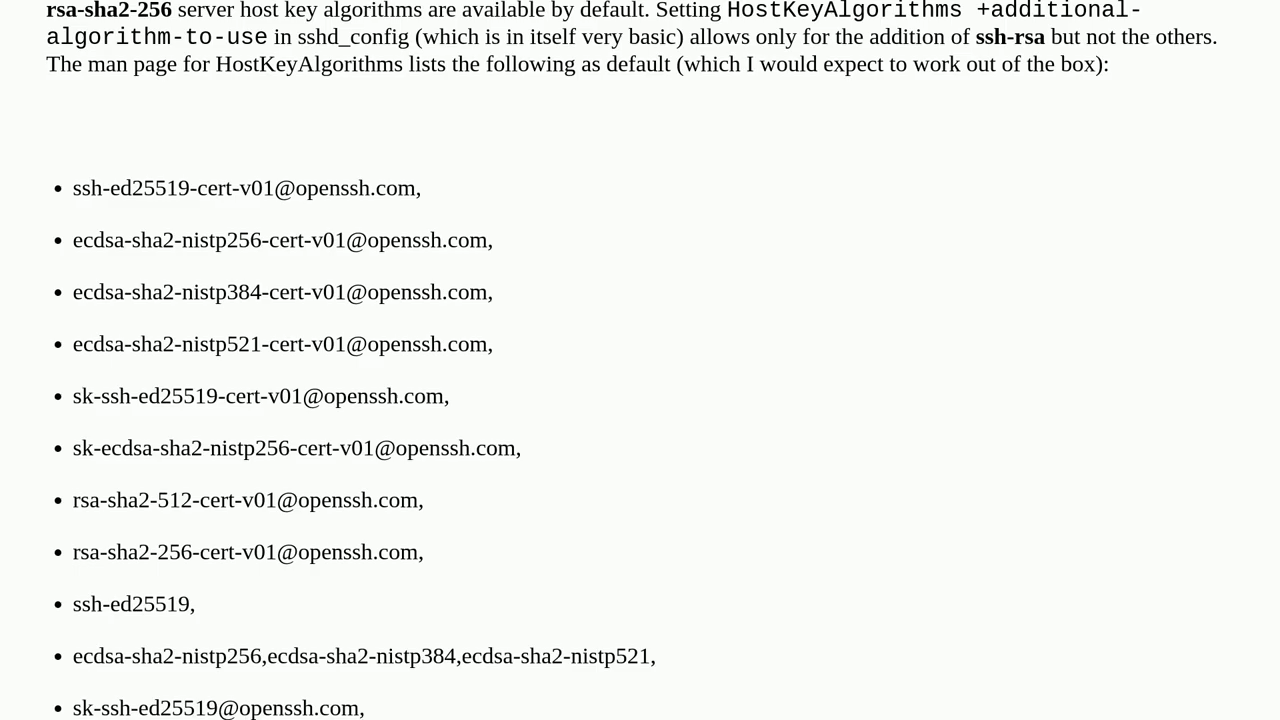 rsa-sha2-256 server host key algorithms are available by default. Setting HostKeyAlgorithms +additional-
algorithm-to-use in sshd_config (which is in itself very basic) allows only for the addition of ssh-rsa but not the others.
The man page for HostKeyAlgorithms lists the following as default (which I would expect to work out of the box):
• ssh-ed25519-cert-v01@openssh.com,
• ecdsa-sha2-nistp256-cert-v01@openssh.com,
• ecdsa-sha2-nistp384-cert-v01@openssh.com,
• ecdsa-sha2-nistp521-cert-v01@openssh.com,
• sk-ssh-ed25519-cert-v01@openssh.com,
• sk-ecdsa-sha2-nistp256-cert-v01@openssh.com,
• rsa-sha2-512-cert-v01@openssh.com,
• rsa-sha2-256-cert-v01@openssh.com,
• ssh-ed25519,
• ecdsa-sha2-nistp256,ecdsa-sha2-nistp384,ecdsa-sha2-nistp521,
• sk-ssh-ed25519@openssh.com,